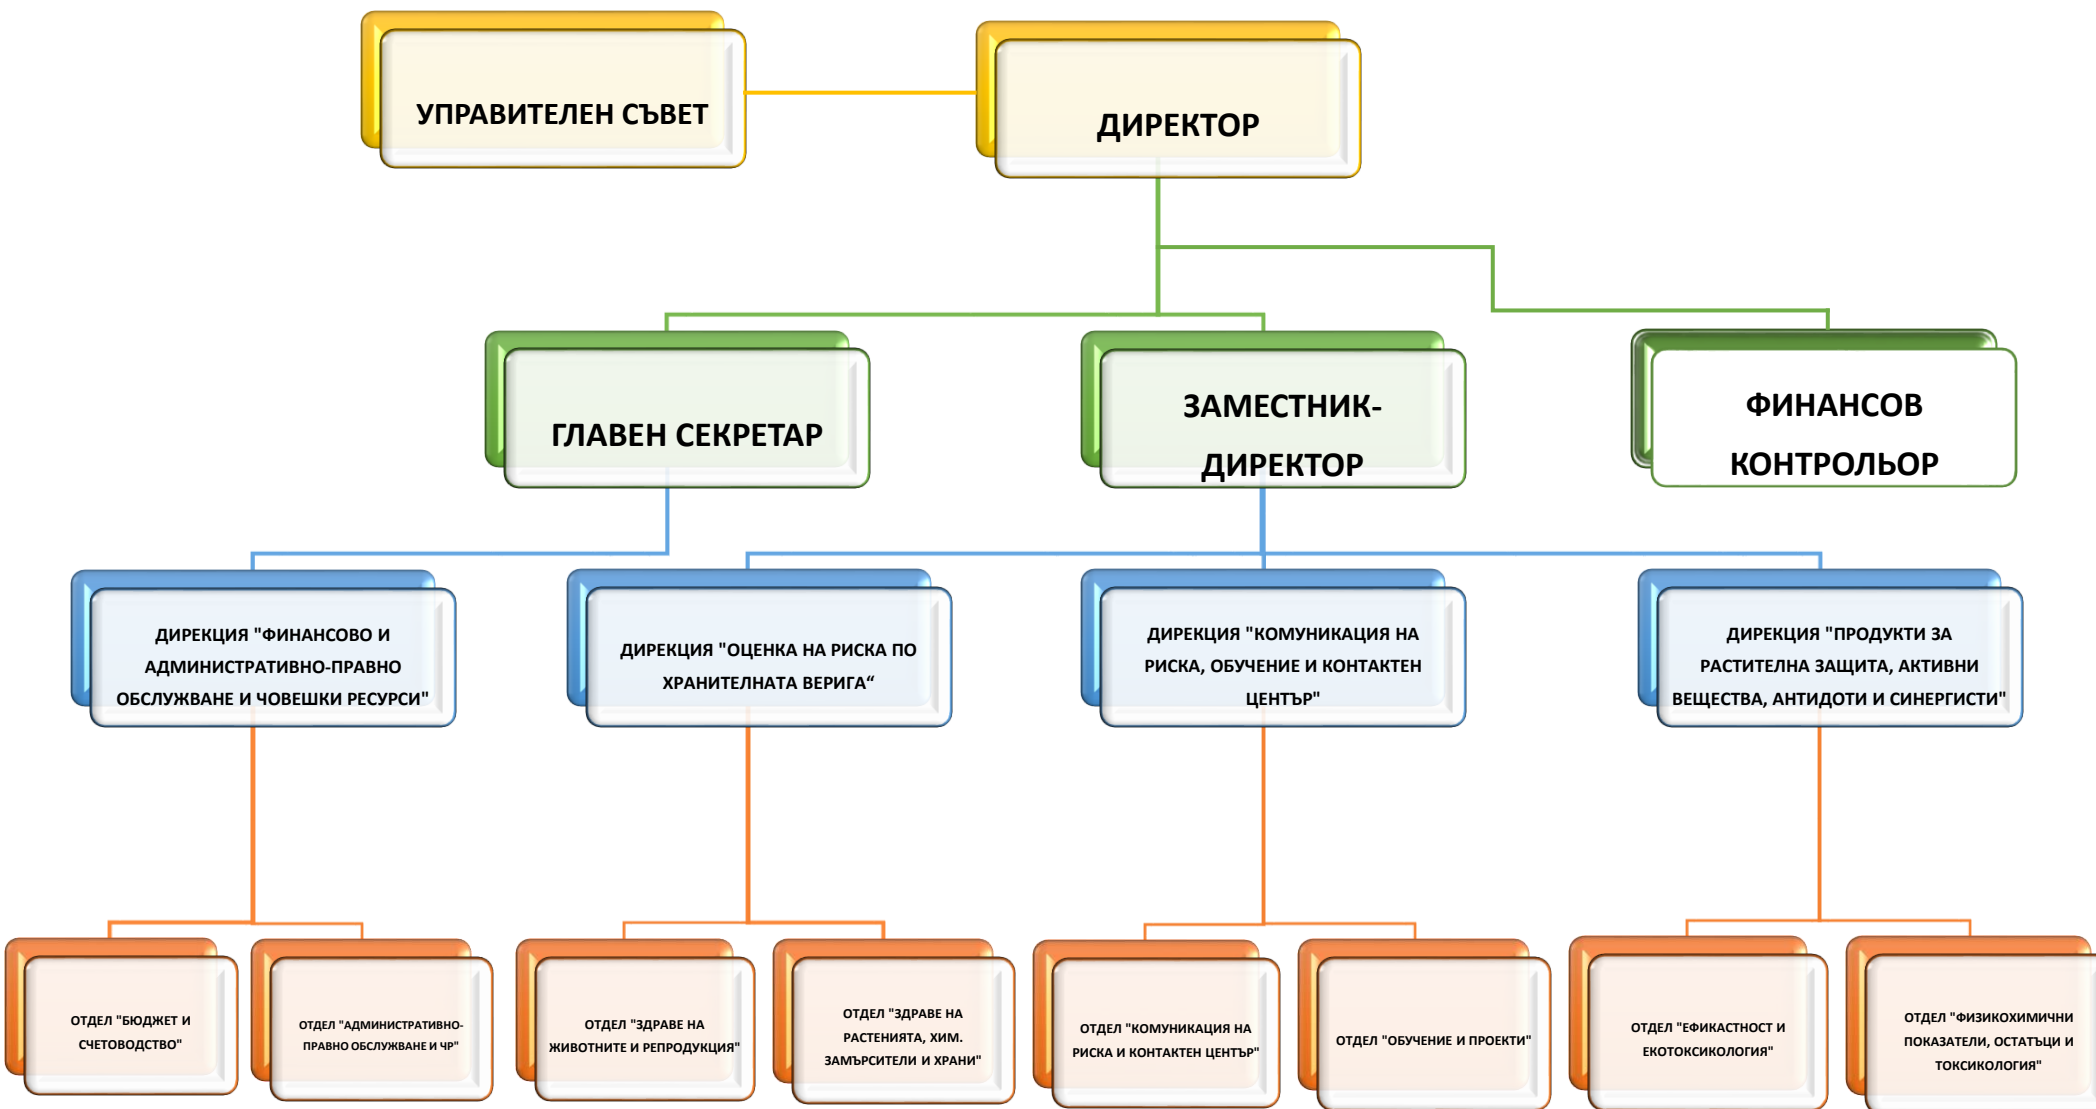 УПРАВИТЕЛЕН СЪВЕТ
ДИРЕКТОР
ГЛАВЕН СЕКРЕТАР
ЗАМЕСТНИК-
ДИРЕКТОР
ФИНАНСОВ
КОНТРОЛЬОР
ДИРЕКЦИЯ "ФИНАНСОВО И
АДМИНИСТРАТИВНО-ПРАВНО
ОБСЛУЖВАНЕ И ЧОВЕШКИ РЕСУРСИ"
ДИРЕКЦИЯ "ОЦЕНКА НА РИСКА ПО
ХРАНИТЕЛНАТА ВЕРИГА“
ДИРЕКЦИЯ "КОМУНИКАЦИЯ НА
РИСКА, ОБУЧЕНИЕ И КОНТАКТЕН
ЦЕНТЪР"
ДИРЕКЦИЯ "ПРОДУКТИ ЗА
РАСТИТЕЛНА ЗАЩИТА, АКТИВНИ
ВЕЩЕСТВА, АНТИДОТИ И СИНЕРГИСТИ"
ОТДЕЛ "БЮДЖЕТ И
СЧЕТОВОДСТВО"
ОТДЕЛ "АДМИНИСТРАТИВНО-
ПРАВНО ОБСЛУЖВАНЕ И ЧР"
ОТДЕЛ "ЗДРАВЕ НА
ЖИВОТНИТЕ И РЕПРОДУКЦИЯ"
ОТДЕЛ "ЗДРАВЕ НА
РАСТЕНИЯТА, ХИМ.
ЗАМЪРСИТЕЛИ И ХРАНИ"
ОТДЕЛ "КОМУНИКАЦИЯ НА
РИСКА И КОНТАКТЕН ЦЕНТЪР"
ОТДЕЛ "ОБУЧЕНИЕ И ПРОЕКТИ"
ОТДЕЛ "ЕФИКАСТНОСТ И
ЕКОТОКСИКОЛОГИЯ"
ОТДЕЛ "ФИЗИКОХИМИЧНИ
ПОКАЗАТЕЛИ, ОСТАТЪЦИ И
ТОКСИКОЛОГИЯ"